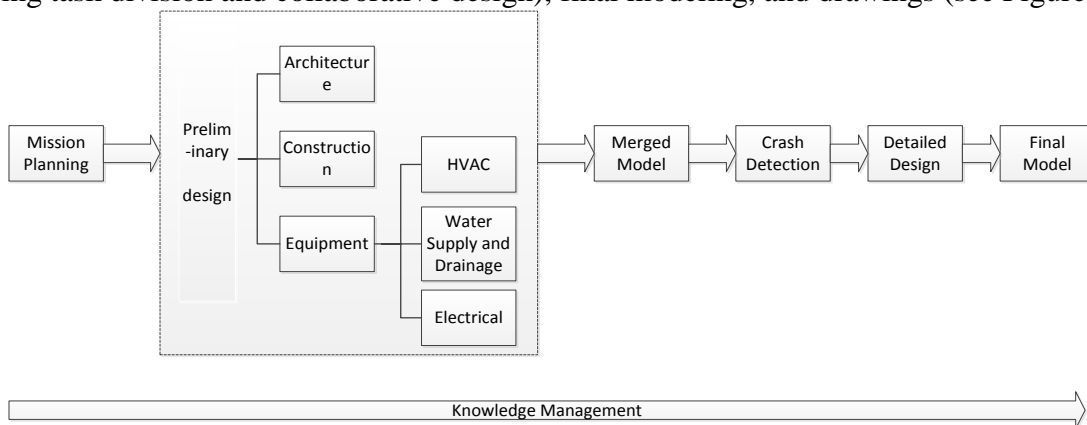 ing task division and collaborative design), final modeling, and drawings (see Figure
Mission
Planning
Prelim
-inary
design
Architectur
e
Constructio
n
Equipment
HVAC
Water
Supply and
Drainage
Electrical
Merged
Model
Crash
Detection
Detailed
Design
Final
Model
Knowledge Management